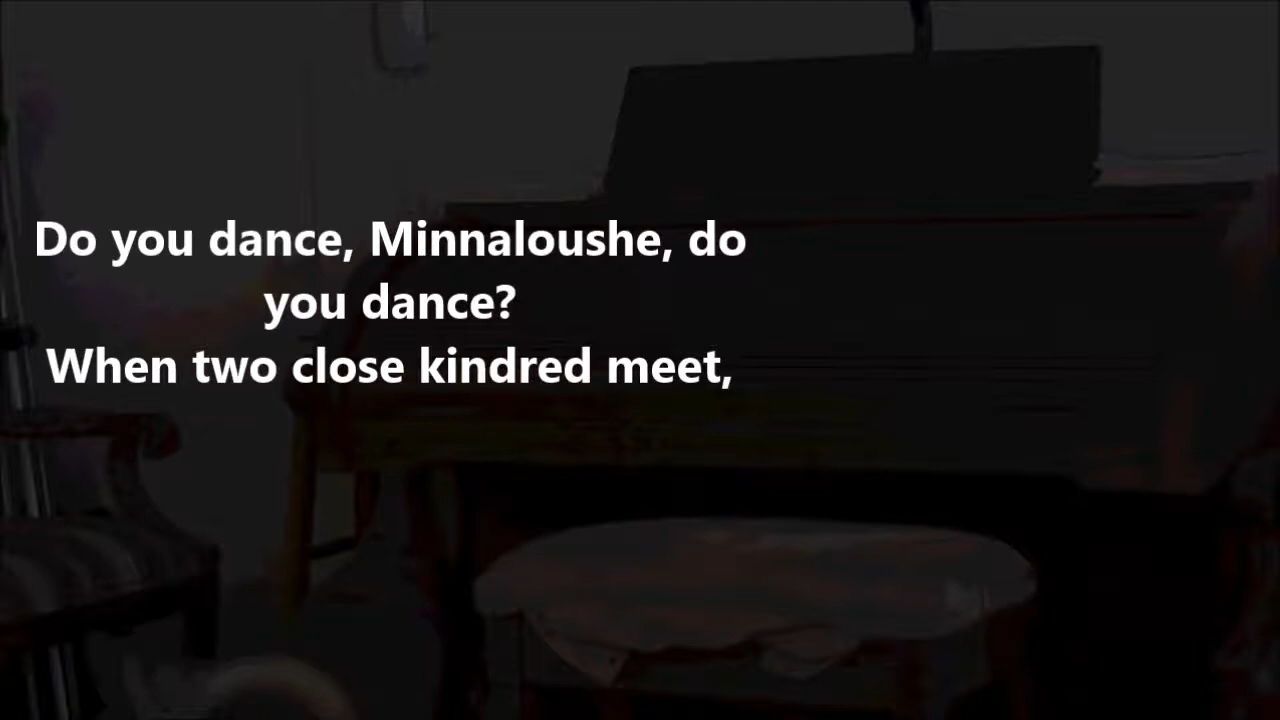 Do you dance, Minnaloushe, do
you dance?
When two close kindred meet,